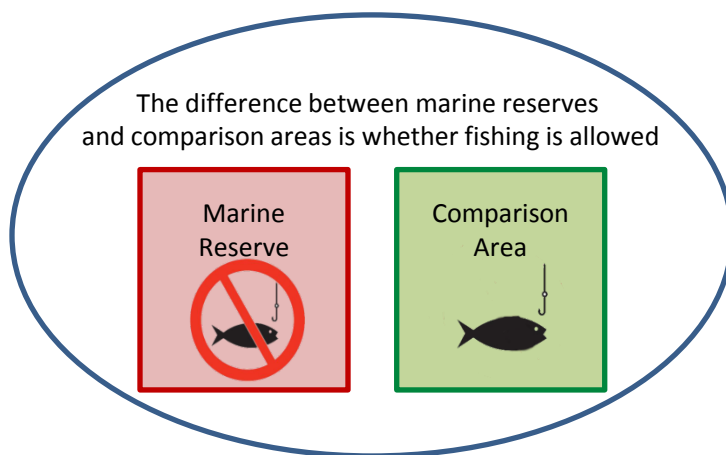 The difference between marine reserves
and comparison areas is whether fishing is allowed
Marine
Reserve
Comparison
Area